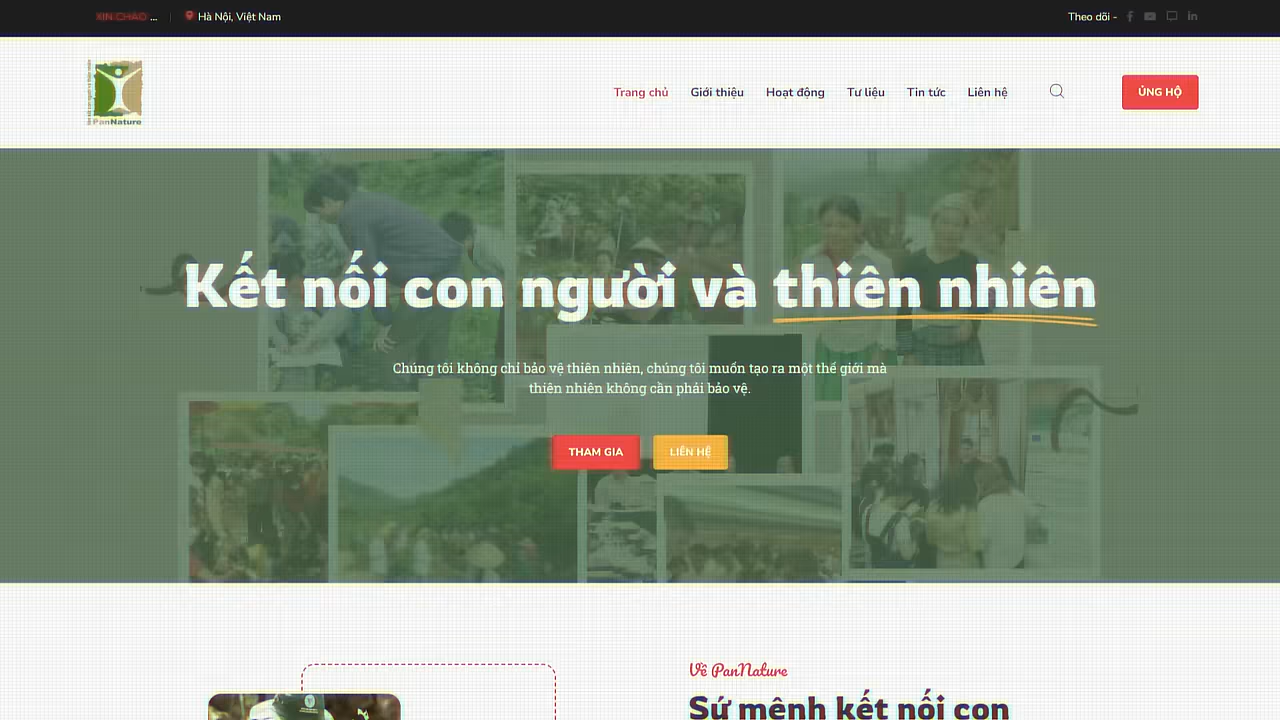 XIN CHÀO ...
Hà Nội, Việt Nam
Theo dõi -
PanNature
Trang chủ
Giới thiệu
Hoạt động
Tư liệu
Tin tức
Liên hệ
ỦNG HỘ
Kết nối con người và thiên nhiên
Chúng tôi không chỉ bảo vệ thiên nhiên, chúng tôi muốn tạo ra một thế giới mà
thiên nhiên không cần phải bảo vệ.
THAM GIA
LIÊN HỆ
Về PanNature
Sứ mệnh kết nối con